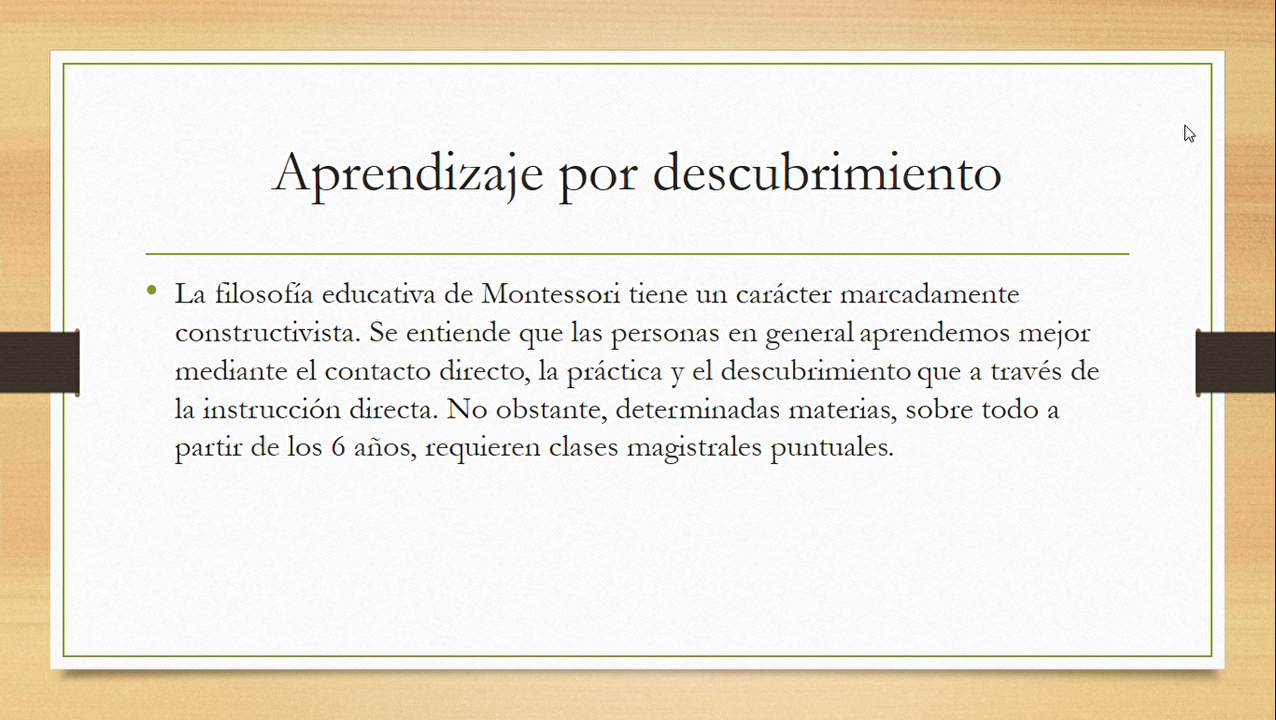 Aprendizaje por descubrimiento
• La filosofía educativa de Montessori tiene un carácter marcadamente
constructivista. Se entiende que las personas en general aprendemos mejor
mediante el contacto directo, la práctica y el descubrimiento que a través de
la instrucción directa. No obstante, determinadas materias, sobre todo a
partir de los 6 años, requieren clases magistrales puntuales.